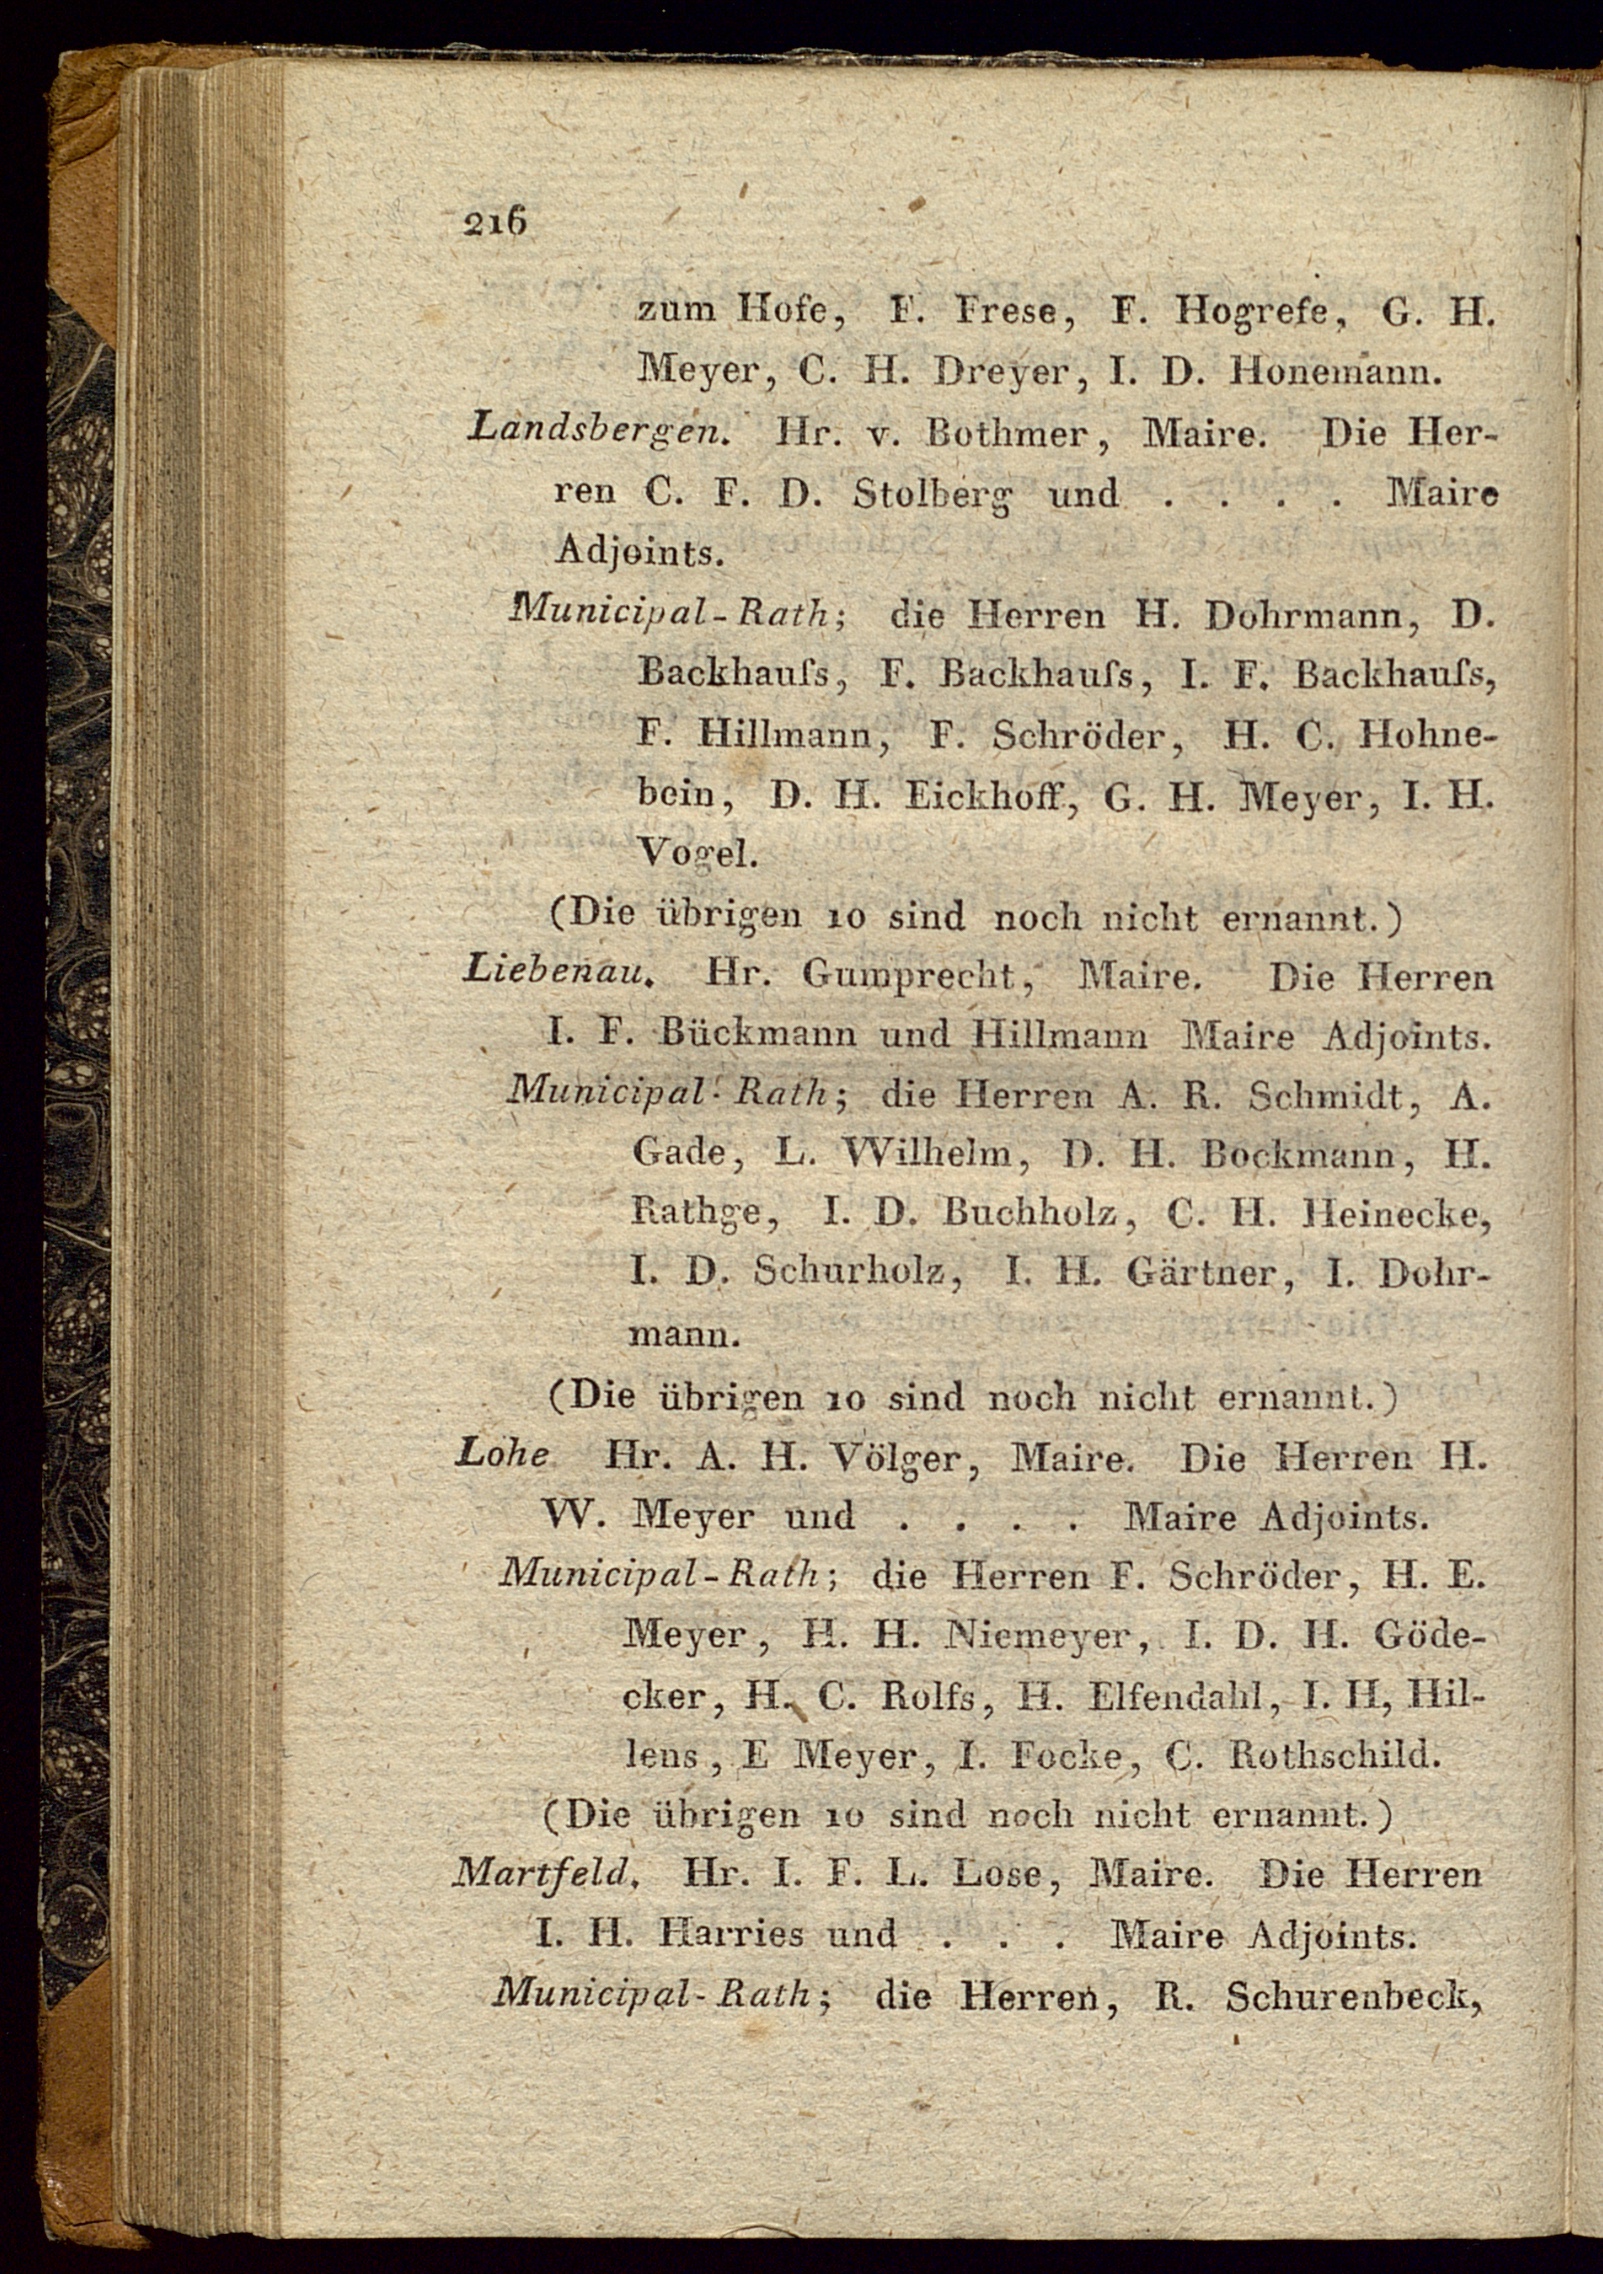 216
zum Hofe, F. Frese, F. Hogrefe, G. H.
Meyer, C. H. Dreyer, I. D. Honemann.
Landsbergen. Hr. v. Bothmer, Maire. Die Her-
ren C. F. D. Stolberg und . . . . Maire
Adjoints.
Municipal-Rath; die Herren H. Dohrmann, D.
Backhauſs, F. Backhauſs, I. F. Backhauſs,
F. Hillmann, F. Schröder, H. C. Hohne-
bein, D. H. Eickhoff, G. H. Meyer, I. H.
Vogel.
(Die übrigen 10 sind noch nicht ernannt.)
Liebenau. Hr. Gumprecht, Maire. Die Herren
I. F. Bückmann und Hillmann Maire Adjoints.
Municipal-Rath; die Herren A. R. Schmidt, A.
Gade, L. Wilhelm, D. H. Bockmann, H.
Rathge, I. D. Buchholz, C. H. Heinecke,
I. D. Schurholz, I. H. Gärtner, I. Dohr-
mann.
(Die übrigen 10 sind noch nicht ernannt.)
Lohe Hr. A. H. Völger, Maire. Die Herren H.
W. Meyer und . . . . Maire Adjoints.
Municipal-Rath; die Herren F. Schröder, H. E.
Meyer, H. H. Niemeyer, I. D. H. Göde-
cker, H. C. Rolfs, H. Elfendahl, I. H, Hil-
lens, E Meyer, I. Focke, C. Rothschild.
(Die übrigen 10 sind noch nicht ernannt.)
Martfeld. Hr. I. F. L. Lose, Maire. Die Herren
I. H. Harries und . . . Maire Adjoints.
Municipal-Rath; die Herren, R. Schurenbeck,